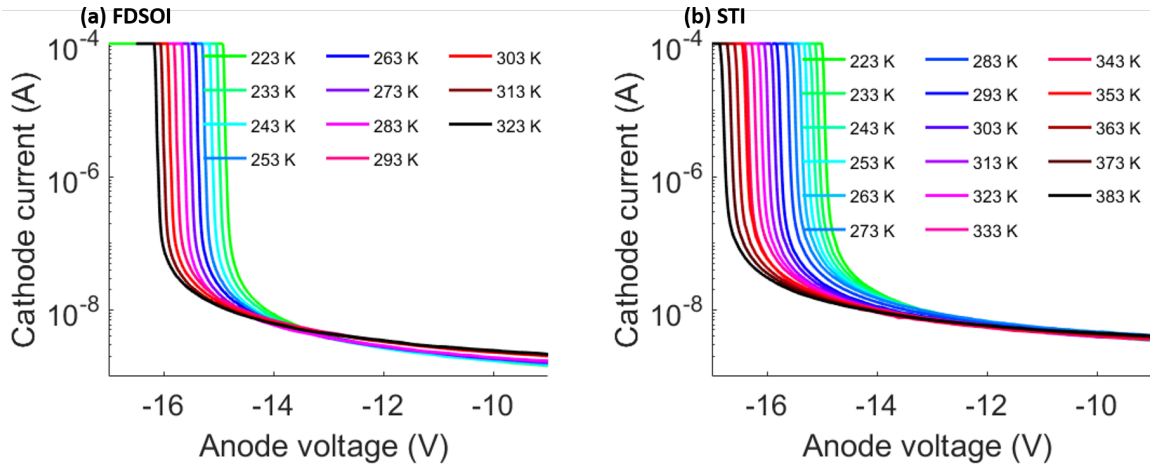 (a) FDSOI
10-4
10-6
10-8
Cathode current (A)
223 K 263 K 303 K
233 K 273 K 313 K
243 K 283 K 323 K
253 K 293 K
-16 -14 -12 -10
Anode voltage (V)
(b) STI
10-4
10-6
10-8
Cathode current (A)
223 K 283 K 343 K
233 K 293 K 353 K
243 K 303 K 363 K
253 K 313 K 373 K
263 K 323 K 383 K
273 K 333 K
-16 -14 -12 -10
Anode voltage (V)